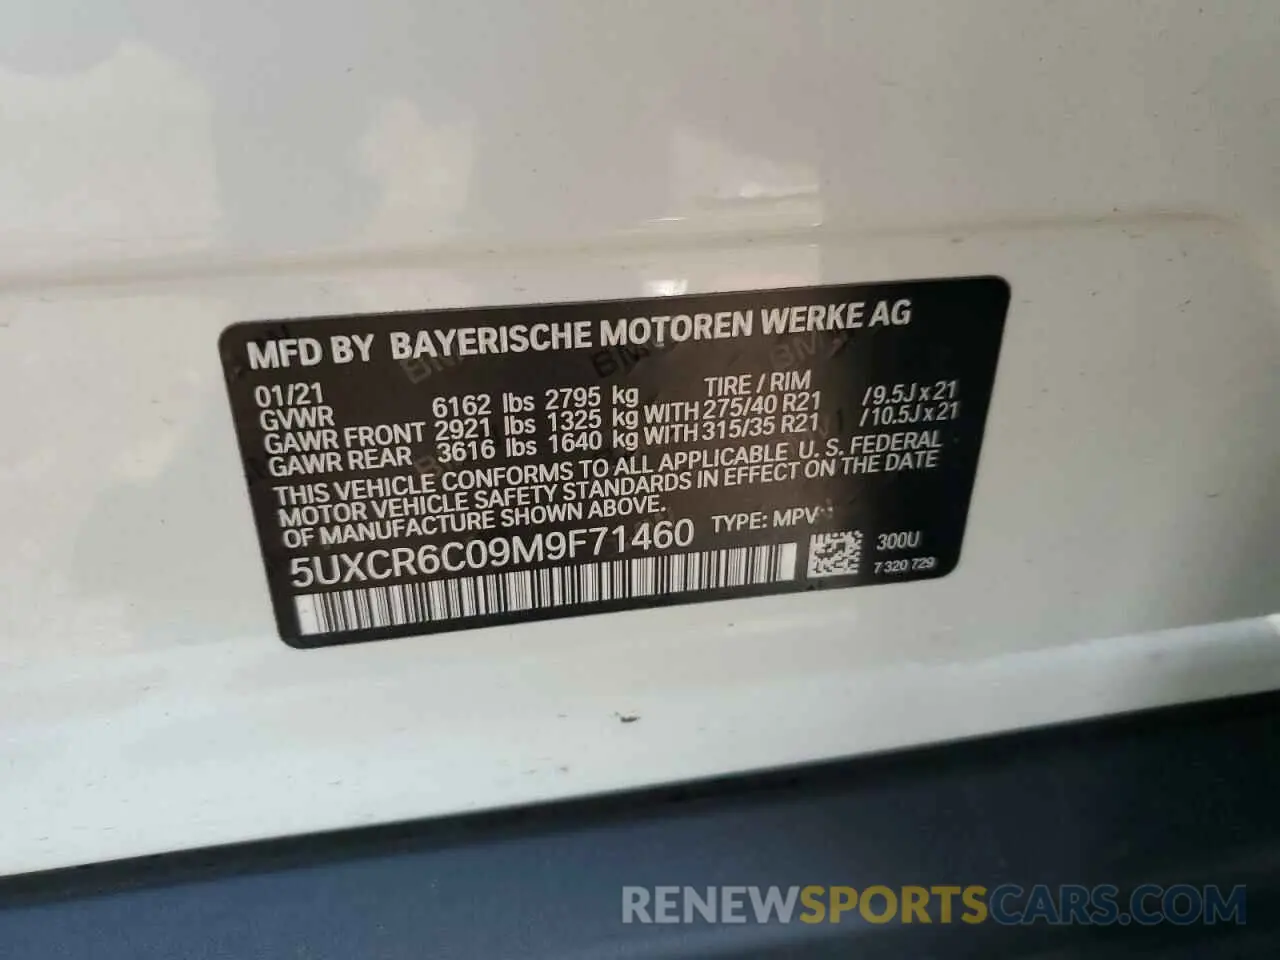 MFD BY BAYERISCHE MOTOREN WERKE AG
01/21 TIRE / RIM
GVWR 6162 lbs 2795 kg
GAWR FRONT 2921 lbs 1325 kg WITH 275/40 R21 /9.5J x 21
GAWR REAR 3616 lbs 1640 kg WITH 315/35 R21 /10.5J x 21
THIS VEHICLE CONFORMS TO ALL APPLICABLE U. S. FEDERAL
MOTOR VEHICLE SAFETY STANDARDS IN EFFECT ON THE DATE
OF MANUFACTURE SHOWN ABOVE.
5UXCR6C09M9F71460 TYPE: MPV
300U
7 320 729
RENEWSPORTSCARS.COM